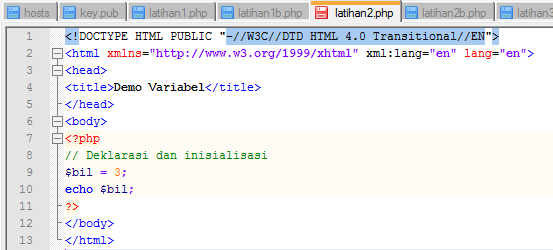 hosts key.pub latihan1.php latihan1b.php latihan2.php latihan2b.php latihan3
1 <!DOCTYPE HTML PUBLIC "-//W3C//DTD HTML 4.0 Transitional//EN">
2 <html xmlns="http://www.w3.org/1999/xhtml" xml:lang="en" lang="en">
3 <head>
4 <title>Demo Variabel</title>
5 </head>
6 <body>
7 <?php
8 // Deklarasi dan inisialisasi
9 $bil = 3;
10 echo $bil;
11 ?>
12 </body>
13 </html>